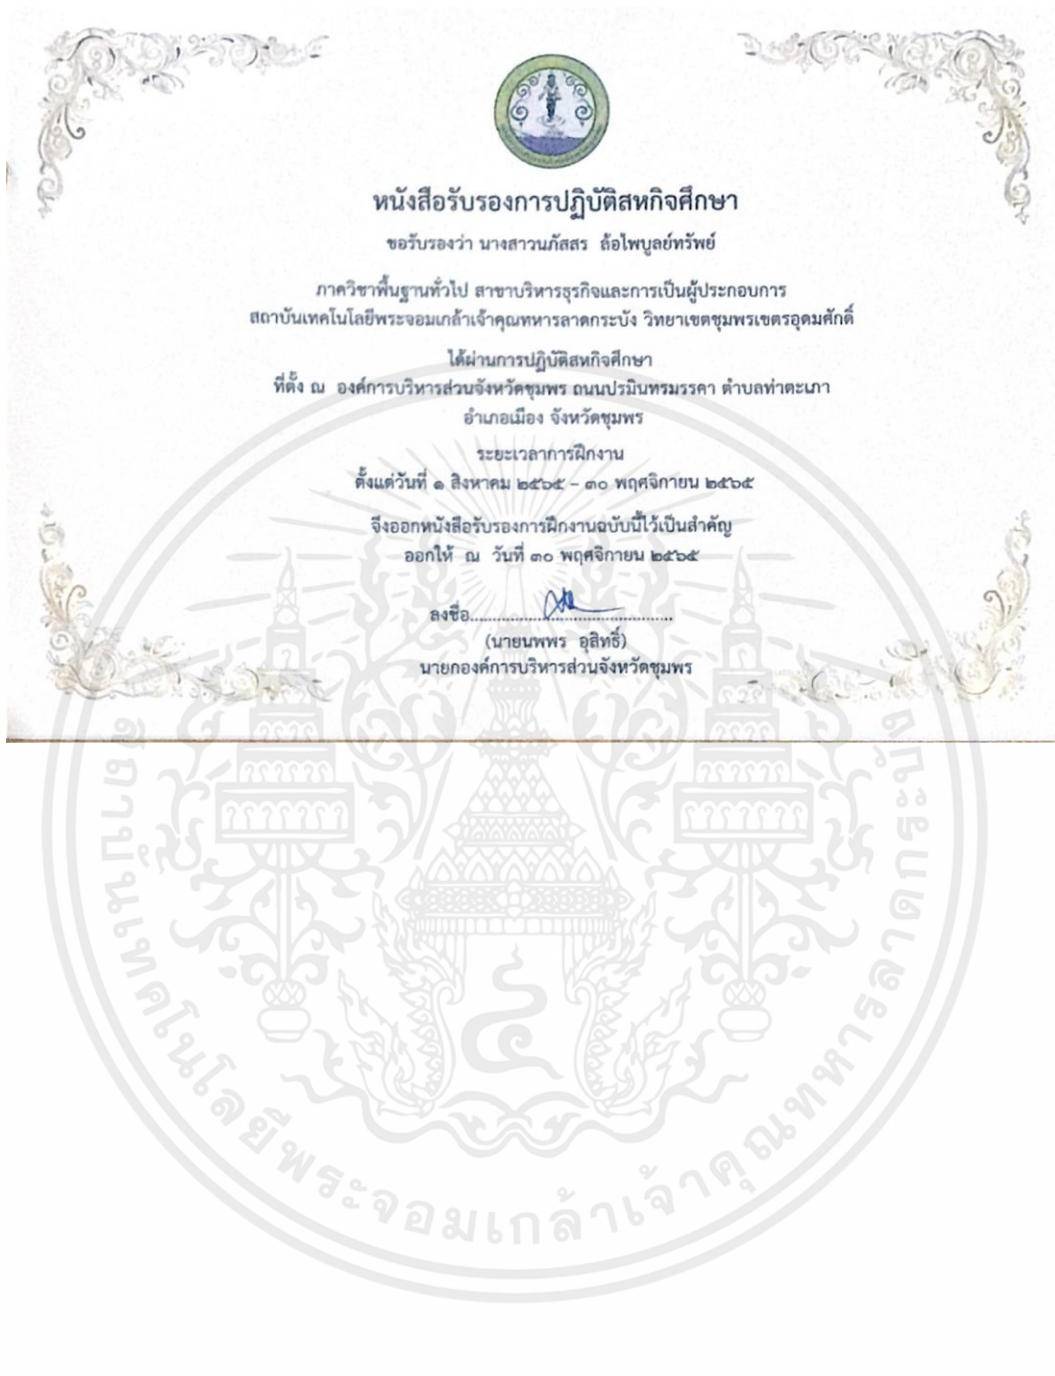 หนังสือรับรองการปฏิบัติสหกิจศึกษา
ขอรับรองว่า นางสาวนภัสสร ล้อไพบูลย์ทรัพย์
ภาควิชาพื้นฐานทั่วไป สาขาบริหารธุรกิจและการเป็นผู้ประกอบการ
สถาบันเทคโนโลยีพระจอมเกล้าเจ้าคุณทหารลาดกระบัง วิทยาเขตชุมพรเขตรอุดมศักดิ์
ได้ผ่านการปฏิบัติสหกิจศึกษา
ที่ตั้ง ณ องค์การบริหารส่วนจังหวัดชุมพร ถนนปรมินทรมรรคา ตำบลท่าตะเภา
อำเภอเมือง จังหวัดชุมพร
ระยะเวลาการฝึกงาน
ตั้งแต่วันที่ ๑ สิงหาคม ๒๕๖๕ – ๓๐ พฤศจิกายน ๒๕๖๕
จึงออกหนังสือรับรองการฝึกงานฉบับนี้ไว้เป็นสำคัญ
ออกให้ ณ วันที่ ๓๐ พฤศจิกายน ๒๕๖๕
ลงชื่อ..........................................
(นายนพพร อุสิทธิ์)
นายกองค์การบริหารส่วนจังหวัดชุมพร
๔
สถาบันเทคโนโลยีพระจอมเกล้าเจ้าคุณทหารลาดกระบัง